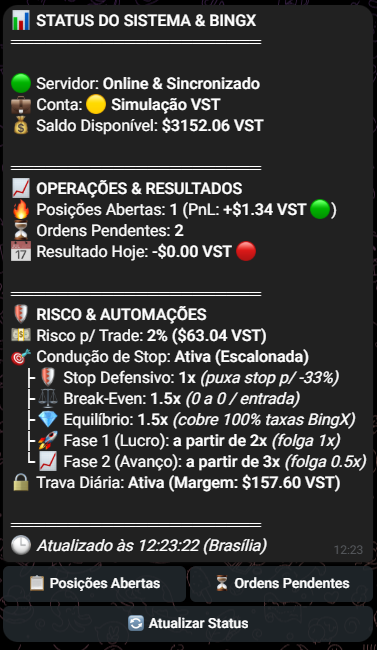 📊 STATUS DO SISTEMA & BINGX
══════════════════════
🟢 Servidor: Online & Sincronizado
💼 Conta: 🟡 Simulação VST
💰 Saldo Disponível: $3152.06 VST
══════════════════════
📈 OPERAÇÕES & RESULTADOS
🔥 Posições Abertas: 1 (PnL: +$1.34 VST 🟢)
⏳ Ordens Pendentes: 2
📅 Resultado Hoje: -$0.00 VST 🔴
══════════════════════
🛡️ RISCO & AUTOMAÇÕES
💵 Risco p/ Trade: 2% ($63.04 VST)
🎯 Condução de Stop: Ativa (Escalonada)
├ 🛡️ Stop Defensivo: 1x (puxa stop p/ -33%)
├ ⚖️ Break-Even: 1.5x (0 a 0 / entrada)
├ 💎 Equilíbrio: 1.5x (cobre 100% taxas BingX)
├ 🚀 Fase 1 (Lucro): a partir de 2x (folga 1x)
└ 📈 Fase 2 (Avanço): a partir de 3x (folga 0.5x)
🔒 Trava Diária: Ativa (Margem: $157.60 VST)
══════════════════════
🕒 Atualizado às 12:23:22 (Brasília)
12:23
📋 Posições Abertas
⏳ Ordens Pendentes
🔄 Atualizar Status